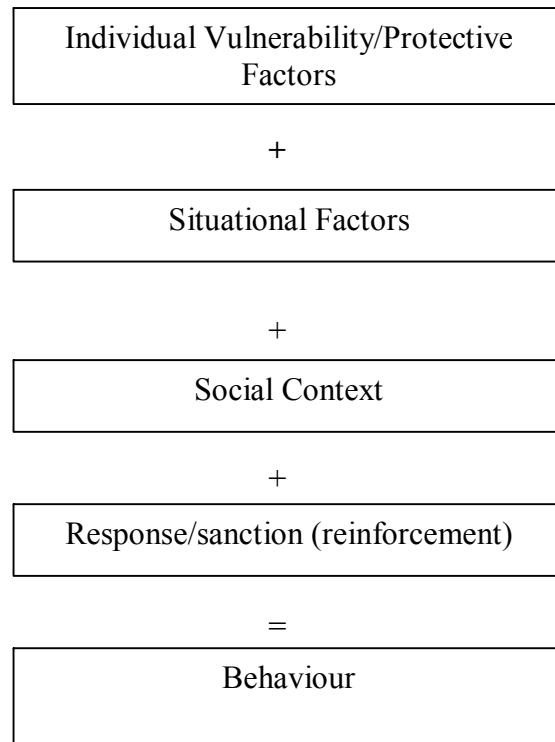 Individual Vulnerability/Protective
Factors
+
Situational Factors
+
Social Context
+
Response/sanction (reinforcement)
=
Behaviour